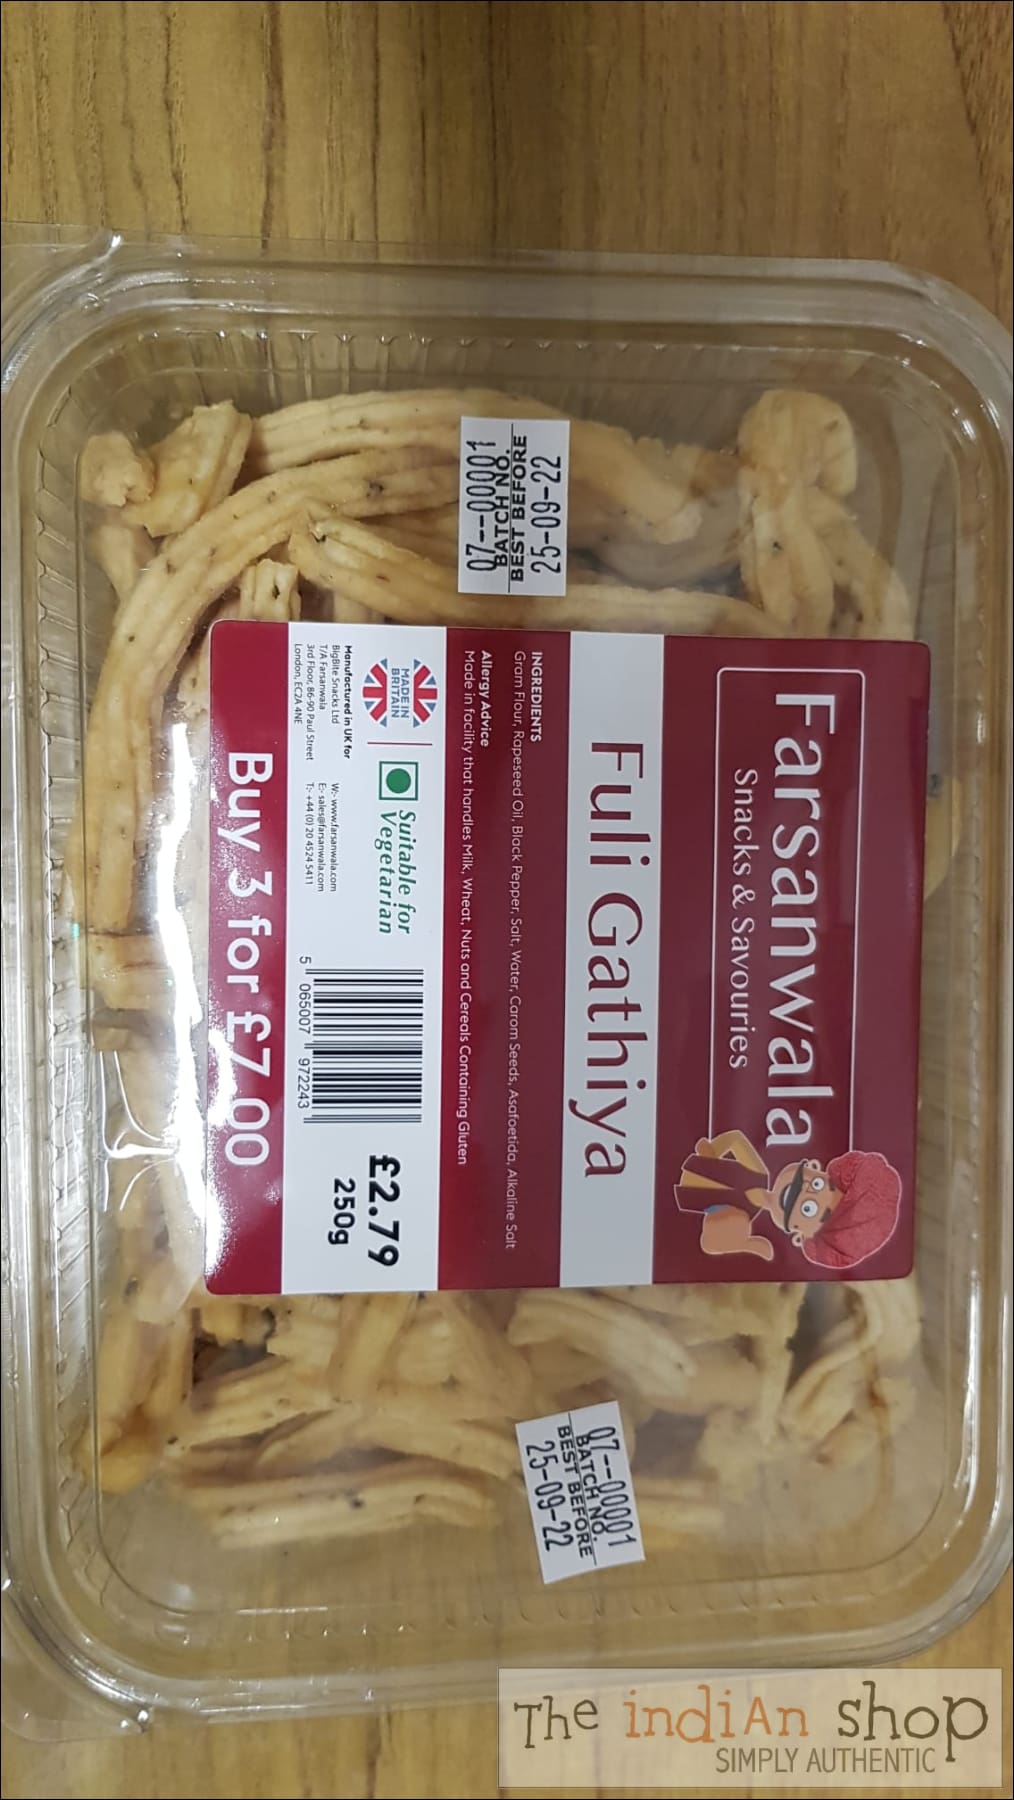 Farsanwala
Snacks & Savouries
Fuli Gathiya
INGREDIENTS
Gram Flour, Rapeseed Oil, Black Pepper, Salt, Water, Carom Seeds, Asafoetida, Alkaline Salt
Allergy Advice
Made in facility that handles Milk, Wheat, Nuts and Cereals Containing Gluten
MADE IN
BRITAIN
Suitable for
Vegetarian
Manufactured in UK for
BigBite Snacks Ltd
T/A Farsanwala
3rd Floor, 86-90 Paul Street
London, EC2A 4NE
W:- www.farsanwala.com
E:- sales@farsanwala.com
T:- +44 (0) 20 4524 5411
5 065007 972243
£2.79
250g
Buy 3 for £7.00
25-09-22
BEST BEFORE
BATCH NO.
07--00001
07--00001
BATCH NO.
BEST BEFORE
25-09-22
The indiAn shop
SIMPLY AUTHENTIC